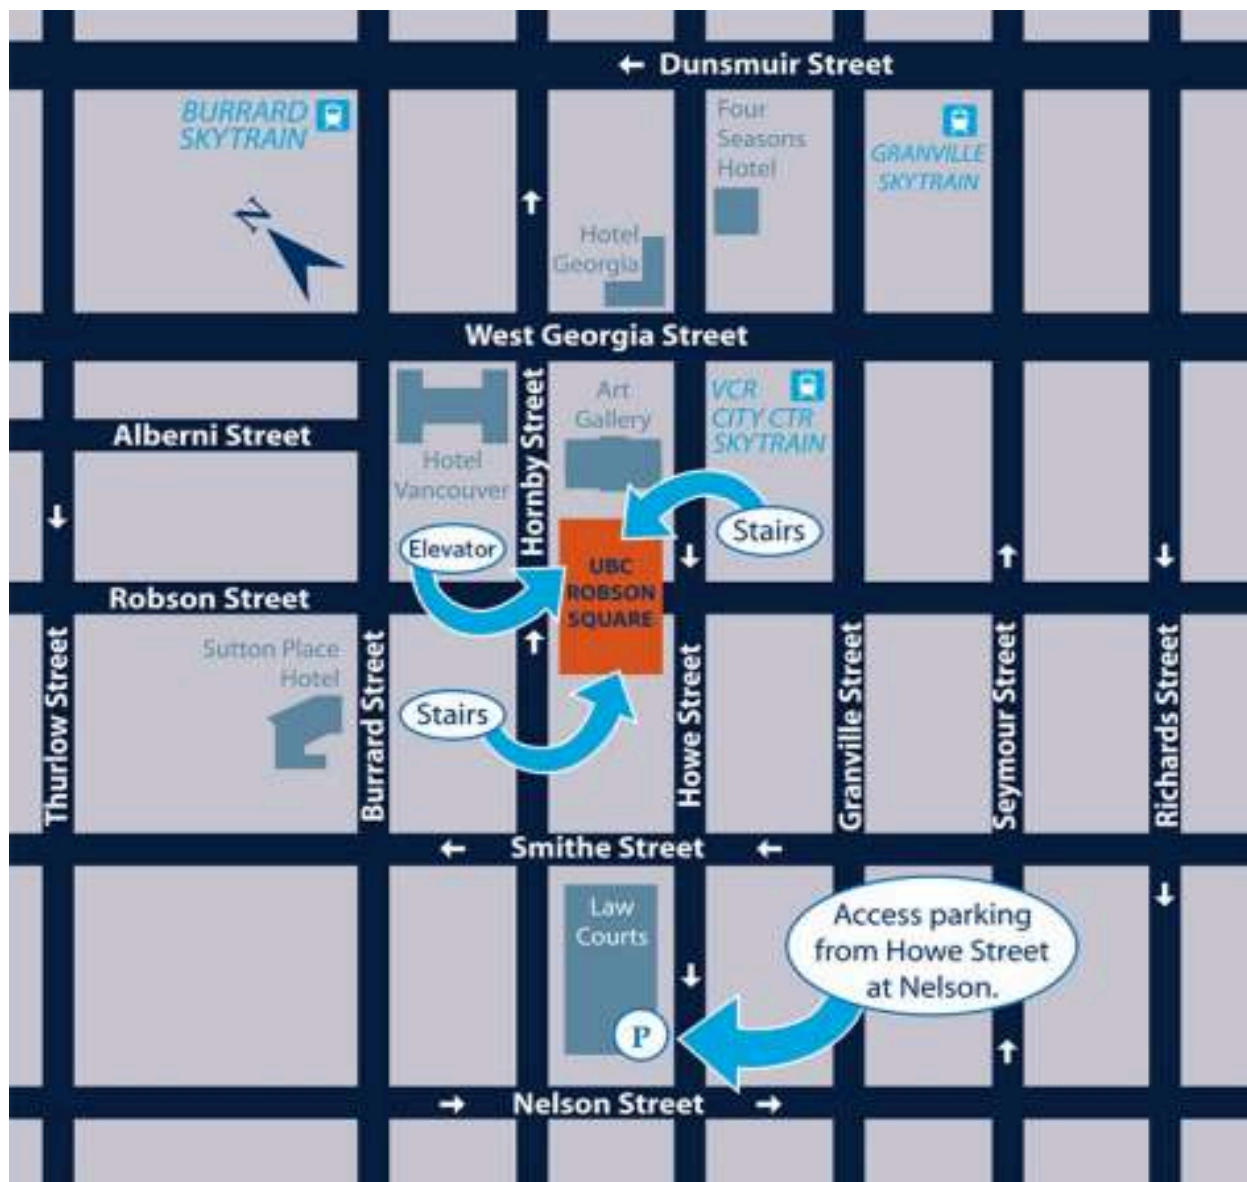 ← Dunsmuir Street
BURRARD
SKYTRAIN
Four
Seasons
Hotel
GRANVILLE
SKYTRAIN
N
Hotel
Georgia
West Georgia Street
Art
Gallery
VCR
CITY CTR
SKYTRAIN
Alberni Street
Hotel
Vancouver
Hornby Street
Stairs
Elevator
UBC
ROBSON
SQUARE
Robson Street
Sutton Place
Hotel
Stairs
Thurlow Street
Burrard Street
Howe Street
Granville Street
Seymour Street
Richards Street
← Smithe Street ←
Law
Courts
Access parking
from Howe Street
at Nelson.
P
→ Nelson Street →